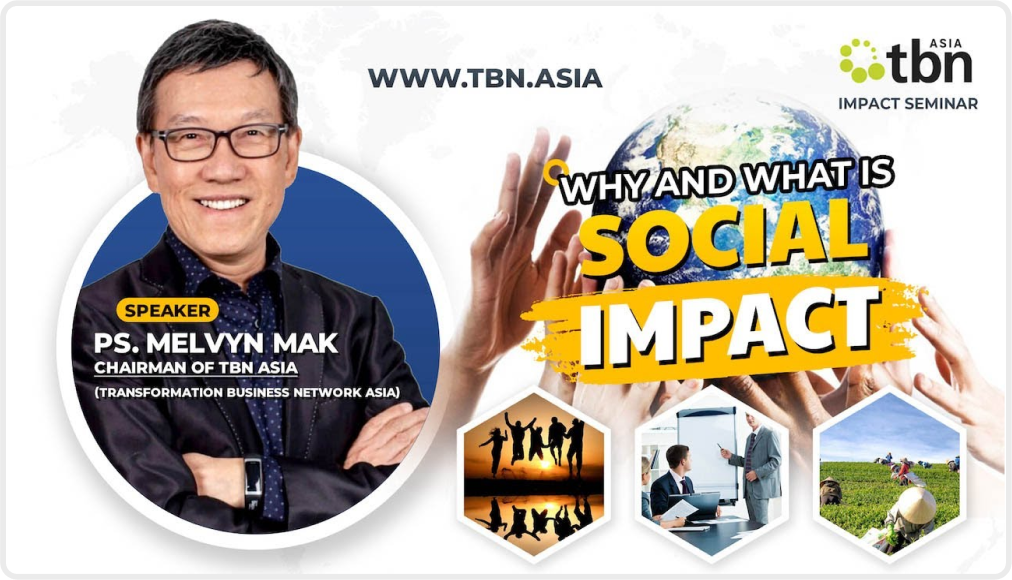 WWW.TBN.ASIA
tbn ASIA
IMPACT SEMINAR
WHY AND WHAT IS
SOCIAL
IMPACT
SPEAKER
PS. MELVYN MAK
CHAIRMAN OF TBN ASIA
(TRANSFORMATION BUSINESS NETWORK ASIA)